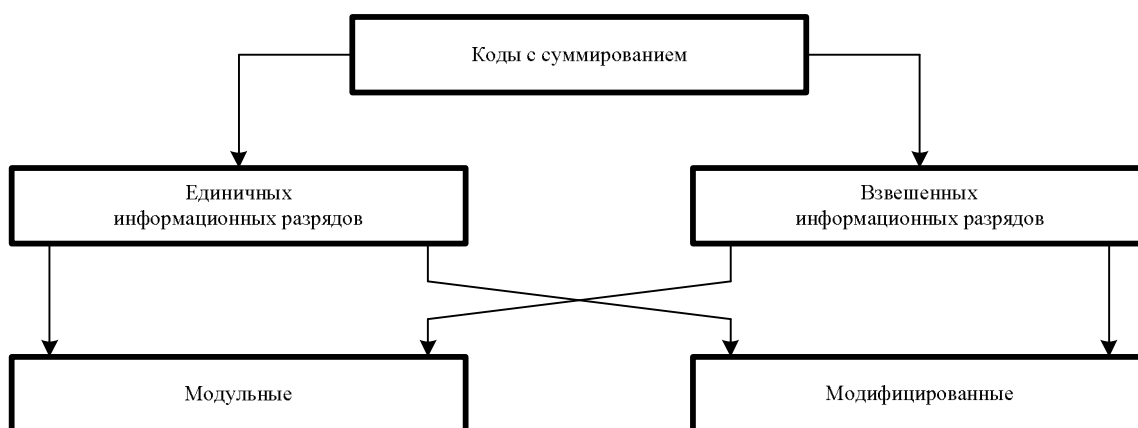 Коды с суммированием
Единичных
информационных разрядов
Взвешенных
информационных разрядов
Модульные
Модифицированные